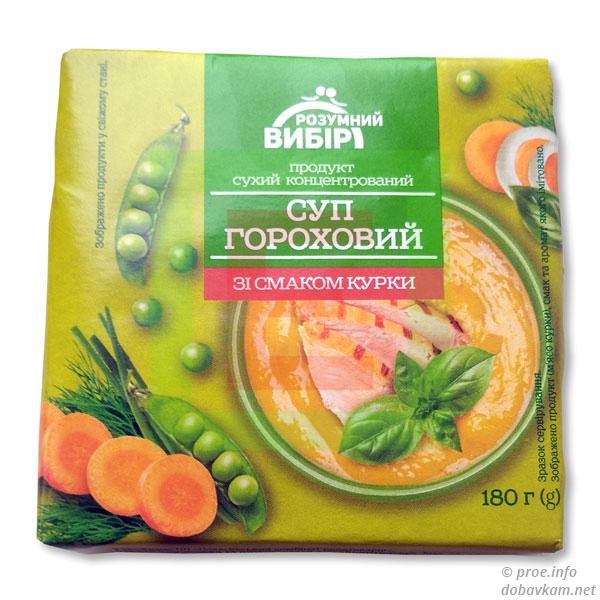 РОЗУМНИЙ
ВИБІР
продукт
сухий концентрований
СУП
ГОРОХОВИЙ
ЗІ СМАКОМ КУРКИ
Зображено продукти у свіжому стані.
Зразок сервірування.
Зображено продукт (м'ясо курки), смак та аромат якого імітовано.
180 г (g)
© proe.info
dobavkam.net